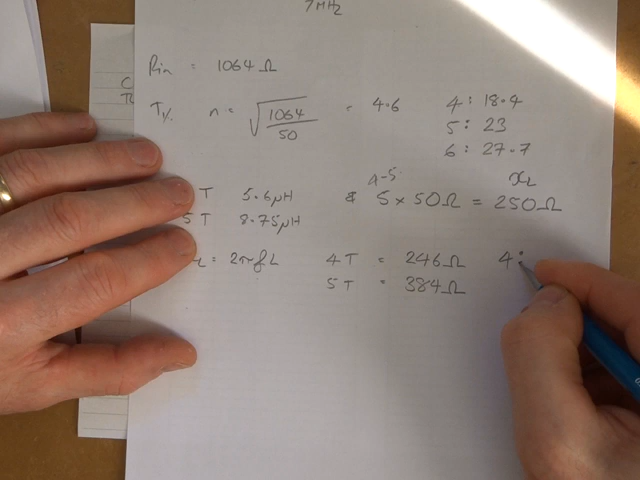 7MHz
Rin = 1064Ω
Tx. n = √1064/50 = 4.6 4: 18.4
5: 23
6: 27.7
T 5.6μH & 4-5 5 x 50Ω = 250Ω XL
5T 8.75μH
L = 2πfL 4T = 246Ω 4:
5T = 384Ω